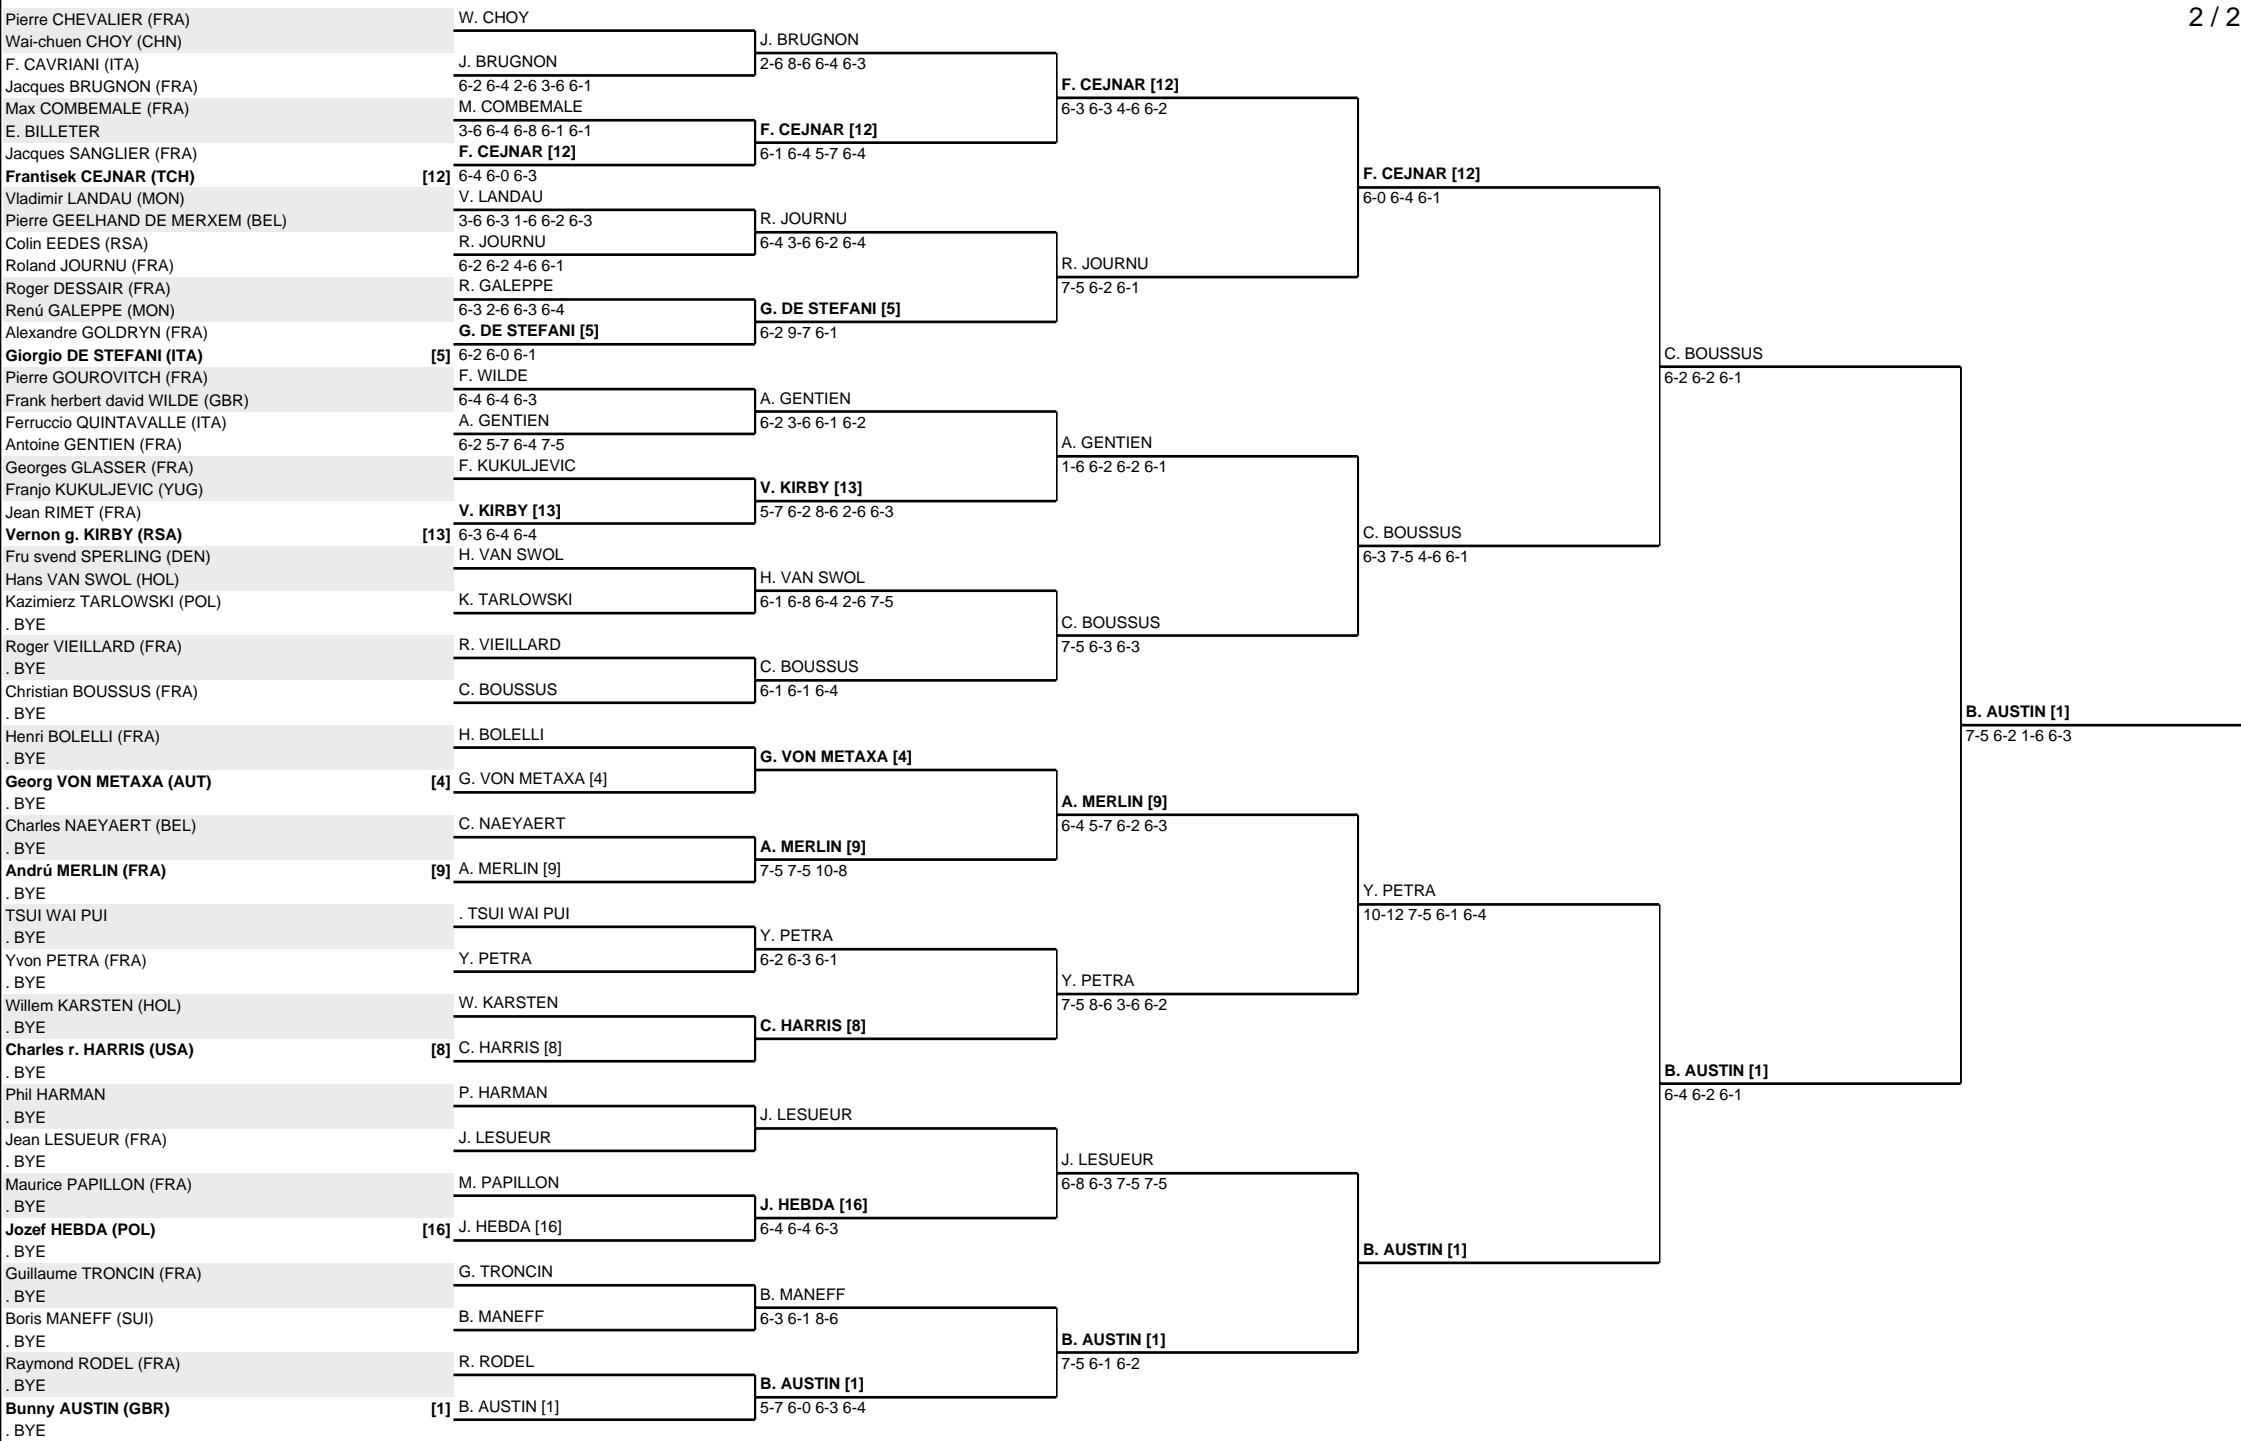 2 / 2
Pierre CHEVALIER (FRA)
Wai-chuen CHOY (CHN)
F. CAVRIANI (ITA)
Jacques BRUGNON (FRA)
Max COMBEMALE (FRA)
E. BILLETER
Jacques SANGLIER (FRA)
Frantisek CEJNAR (TCH) [12]
Vladimir LANDAU (MON)
Pierre GEELHAND DE MERXEM (BEL)
Colin EEDES (RSA)
Roland JOURNU (FRA)
Roger DESSAIR (FRA)
Renú GALEPPE (MON)
Alexandre GOLDRYN (FRA)
Giorgio DE STEFANI (ITA) [5]
Pierre GOUROVITCH (FRA)
Frank herbert david WILDE (GBR)
Ferruccio QUINTAVALLE (ITA)
Antoine GENTIEN (FRA)
Georges GLASSER (FRA)
Franjo KUKULJEVIC (YUG)
Jean RIMET (FRA)
Vernon g. KIRBY (RSA) [13]
Fru svend SPERLING (DEN)
Hans VAN SWOL (HOL)
Kazimierz TARLOWSKI (POL)
. BYE
Roger VIEILLARD (FRA)
. BYE
Christian BOUSSUS (FRA)
. BYE
Henri BOLELLI (FRA)
. BYE
Georg VON METAXA (AUT) [4]
. BYE
Charles NAEYAERT (BEL)
. BYE
Andrú MERLIN (FRA) [9]
. BYE
TSUI WAI PUI
. BYE
Yvon PETRA (FRA)
. BYE
Willem KARSTEN (HOL)
. BYE
Charles r. HARRIS (USA) [8]
. BYE
Phil HARMAN
. BYE
Jean LESUEUR (FRA)
. BYE
Maurice PAPILLON (FRA)
. BYE
Jozef HEBDA (POL) [16]
. BYE
Guillaume TRONCIN (FRA)
. BYE
Boris MANEFF (SUI)
. BYE
Raymond RODEL (FRA)
. BYE
Bunny AUSTIN (GBR) [1]
. BYE
W. CHOY
J. BRUGNON
6-2 6-4 2-6 3-6 6-1
M. COMBEMALE
3-6 6-4 6-8 6-1 6-1
F. CEJNAR [12]
6-4 6-0 6-3
V. LANDAU
3-6 6-3 1-6 6-2 6-3
R. JOURNU
6-2 6-2 4-6 6-1
R. GALEPPE
6-3 2-6 6-3 6-4
G. DE STEFANI [5]
6-2 6-0 6-1
F. WILDE
6-4 6-4 6-3
A. GENTIEN
6-2 5-7 6-4 7-5
F. KUKULJEVIC
V. KIRBY [13]
6-3 6-4 6-4
H. VAN SWOL
K. TARLOWSKI
R. VIEILLARD
C. BOUSSUS
H. BOLELLI
G. VON METAXA [4]
C. NAEYAERT
A. MERLIN [9]
. TSUI WAI PUI
Y. PETRA
W. KARSTEN
C. HARRIS [8]
P. HARMAN
J. LESUEUR
M. PAPILLON
J. HEBDA [16]
G. TRONCIN
B. MANEFF
R. RODEL
B. AUSTIN [1]
J. BRUGNON
2-6 8-6 6-4 6-3
F. CEJNAR [12]
6-1 6-4 5-7 6-4
R. JOURNU
6-4 3-6 6-2 6-4
G. DE STEFANI [5]
6-2 9-7 6-1
A. GENTIEN
6-2 3-6 6-1 6-2
V. KIRBY [13]
5-7 6-2 8-6 2-6 6-3
H. VAN SWOL
6-1 6-8 6-4 2-6 7-5
C. BOUSSUS
6-1 6-1 6-4
G. VON METAXA [4]
A. MERLIN [9]
7-5 7-5 10-8
Y. PETRA
6-2 6-3 6-1
C. HARRIS [8]
J. LESUEUR
J. HEBDA [16]
6-4 6-4 6-3
B. MANEFF
6-3 6-1 8-6
B. AUSTIN [1]
5-7 6-0 6-3 6-4
F. CEJNAR [12]
6-3 6-3 4-6 6-2
R. JOURNU
7-5 6-2 6-1
A. GENTIEN
1-6 6-2 6-2 6-1
C. BOUSSUS
7-5 6-3 6-3
A. MERLIN [9]
6-4 5-7 6-2 6-3
Y. PETRA
7-5 8-6 3-6 6-2
J. LESUEUR
6-8 6-3 7-5 7-5
B. AUSTIN [1]
7-5 6-1 6-2
F. CEJNAR [12]
6-0 6-4 6-1
C. BOUSSUS
6-3 7-5 4-6 6-1
Y. PETRA
10-12 7-5 6-1 6-4
B. AUSTIN [1]
C. BOUSSUS
6-2 6-2 6-1
B. AUSTIN [1]
6-4 6-2 6-1
B. AUSTIN [1]
7-5 6-2 1-6 6-3